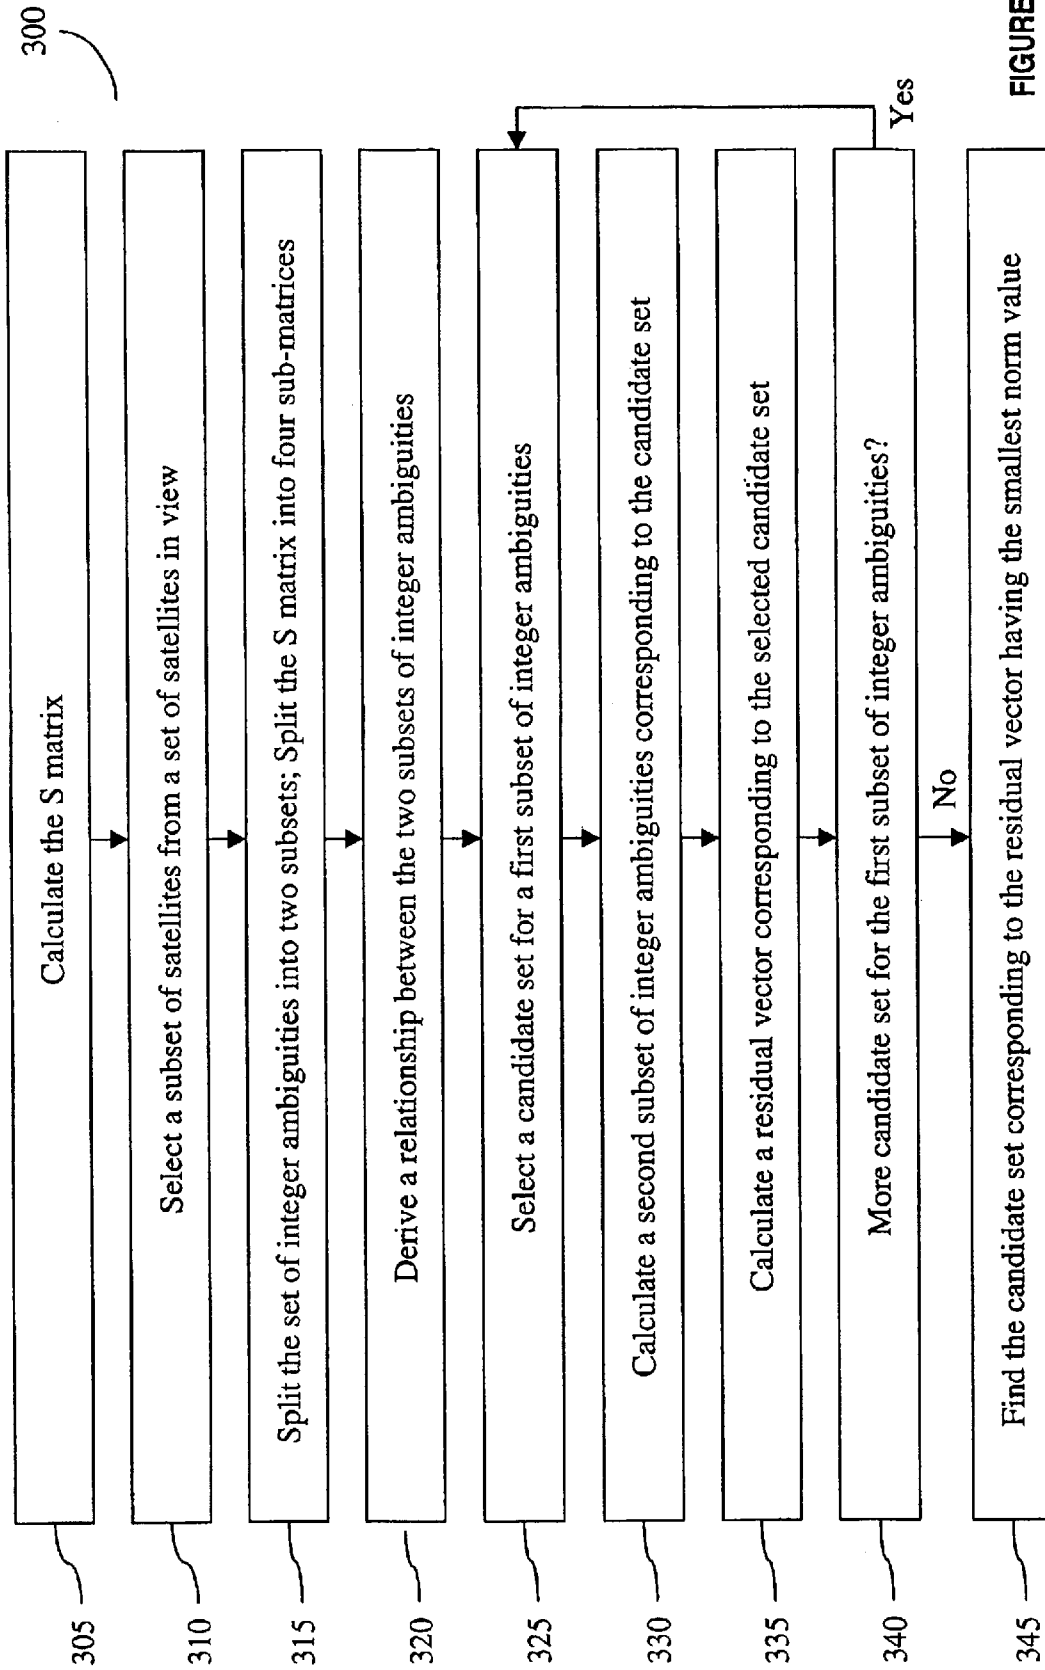 300
305
Calculate the S matrix
310
Select a subset of satellites from a set of satellites in view
315
Split the set of integer ambiguities into two subsets; Split the S matrix into four sub-matrices
320
Derive a relationship between the two subsets of integer ambiguities
325
Select a candidate set for a first subset of integer ambiguities
330
Calculate a second subset of integer ambiguities corresponding to the candidate set
335
Calculate a residual vector corresponding to the selected candidate set
340
More candidate set for the first subset of integer ambiguities?
Yes
No
345
Find the candidate set corresponding to the residual vector having the smallest norm value
FIGURE